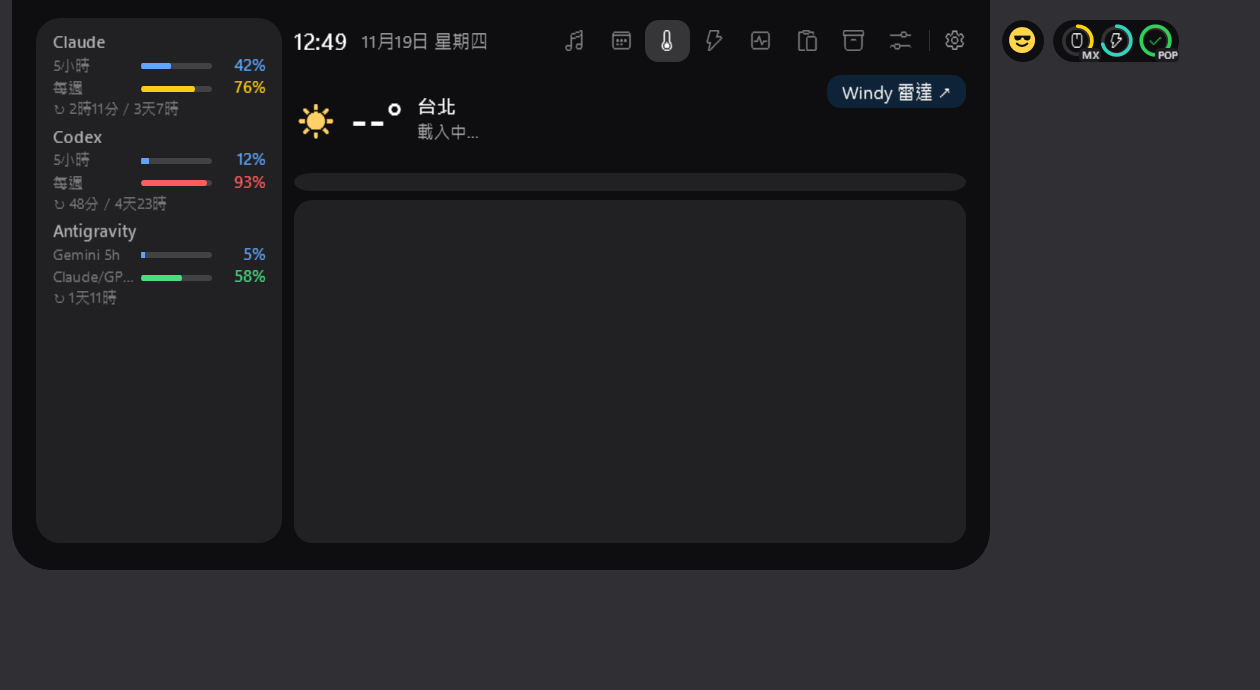 Claude
5小時 42%
每週 76%
↻ 2時11分 / 3天7時
Codex
5小時 12%
每週 93%
↻ 48分 / 4天23時
Antigravity
Gemini 5h 5%
Claude/GP... 58%
↻ 1天11時
12:49 11月19日 星期四
--° 台北
載入中...
Windy 雷達 ↗
MX
POP